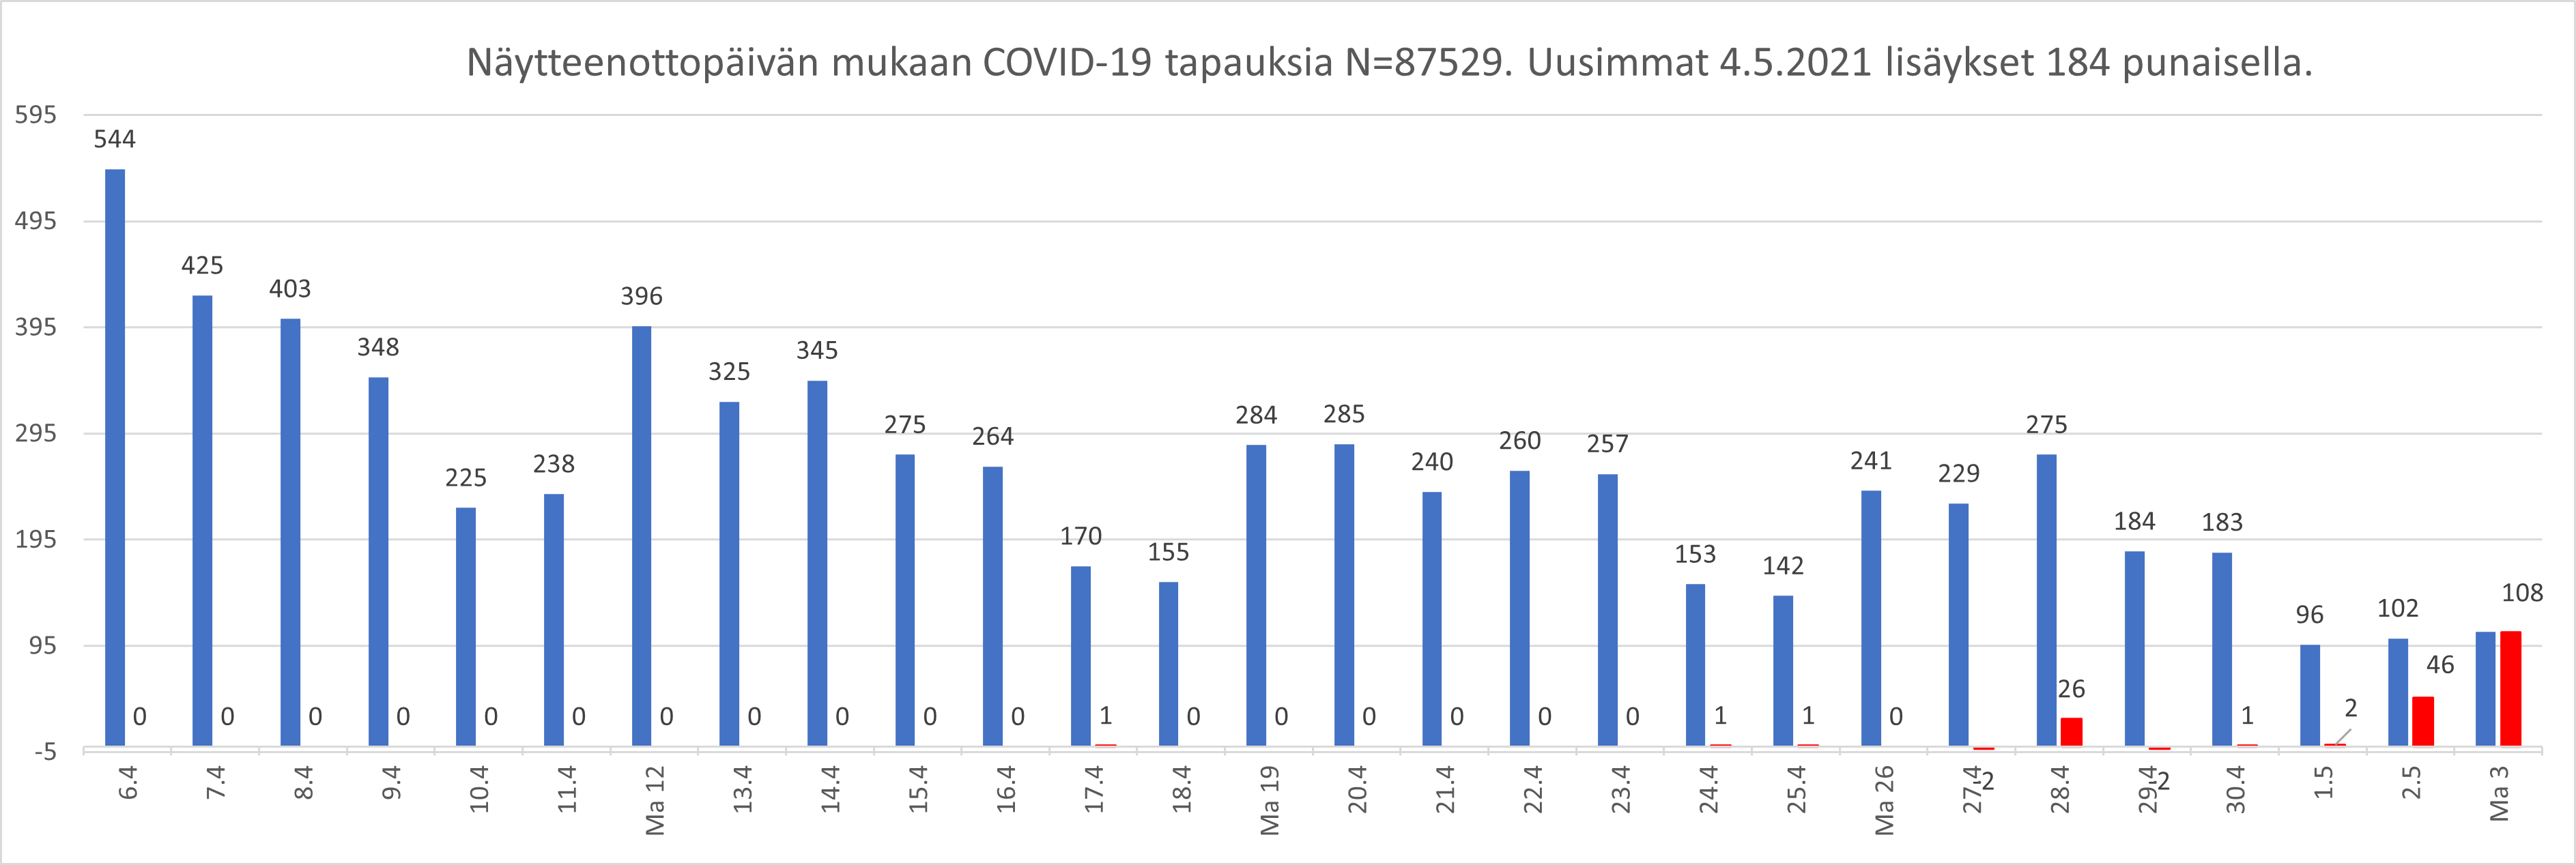 Näytteenottopäivän mukaan COVID-19 tapauksia N=87529. Uusimmat 4.5.2021 lisäykset 184 punaisella.
595
495
395
295
195
95
-5
544 425 403 348 225 238 396 325 345 275 264 170 155 284 285 240 260 257 153 142 241 229 275 184 183 96 102 108
0 0 0 0 0 0 0 0 0 0 0 1 0 0 0 0 0 0 1 1 0 -2 26 -2 1 2 46
6.4 7.4 8.4 9.4 10.4 11.4 Ma 12 13.4 14.4 15.4 16.4 17.4 18.4 Ma 19 20.4 21.4 22.4 23.4 24.4 25.4 Ma 26 27.4 28.4 29.4 30.4 1.5 2.5 Ma 3